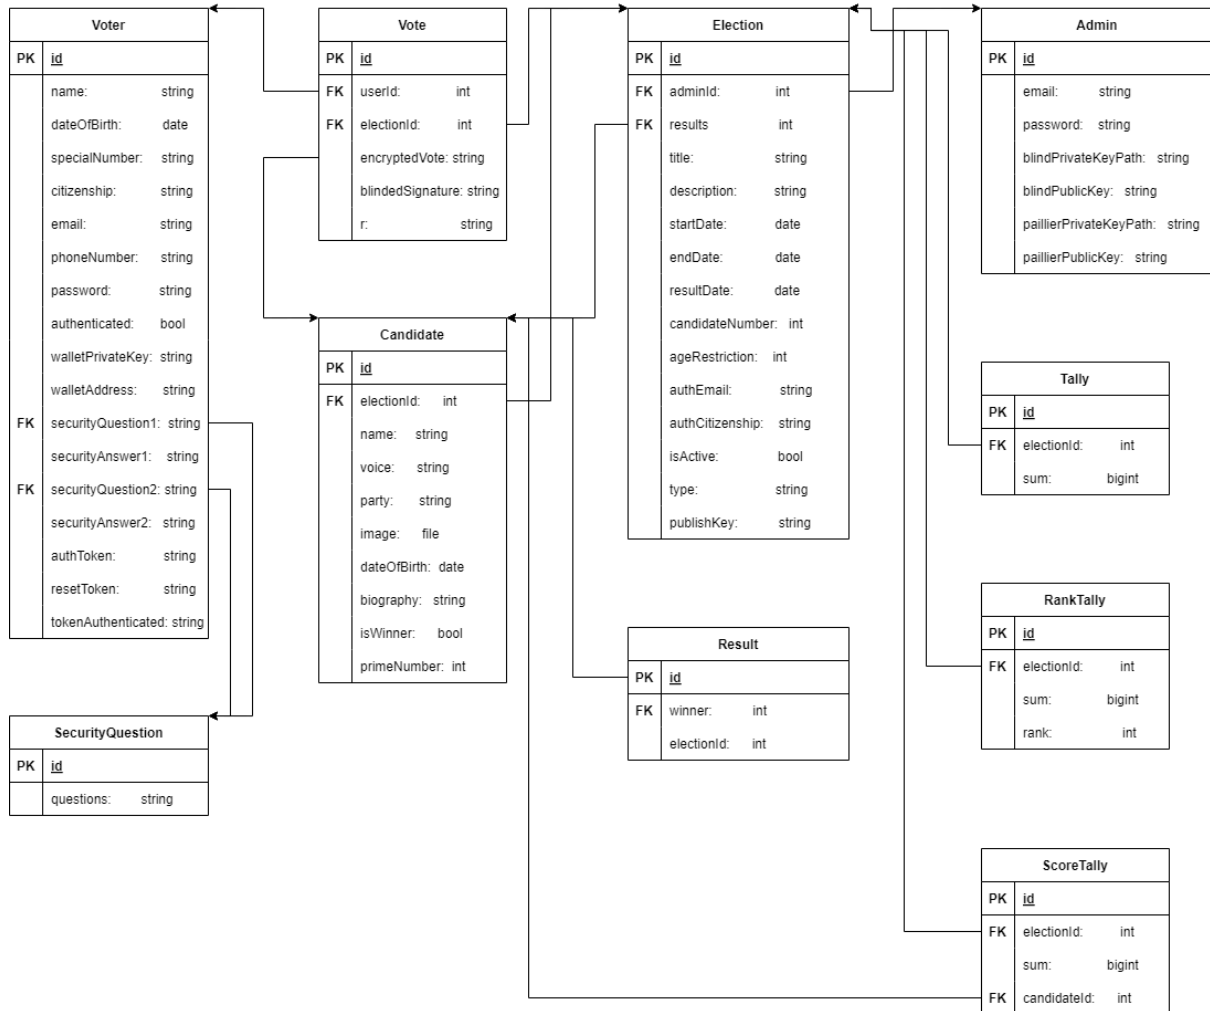 Voter
PK id
name: string
dateOfBirth: date
specialNumber: string
citizenship: string
email: string
phoneNumber: string
password: string
authenticated: bool
walletPrivateKey: string
walletAddress: string
FK securityQuestion1: string
securityAnswer1: string
FK securityQuestion2: string
securityAnswer2: string
authToken: string
resetToken: string
tokenAuthenticated: string
SecurityQuestion
PK id
questions: string
Vote
PK id
FK userId: int
FK electionId: int
encryptedVote: string
blindedSignature: string
r: string
Candidate
PK id
FK electionId: int
name: string
voice: string
party: string
image: file
dateOfBirth: date
biography: string
isWinner: bool
primeNumber: int
Election
PK id
FK adminId: int
FK results int
title: string
description: string
startDate: date
endDate: date
resultDate: date
candidateNumber: int
ageRestriction: int
authEmail: string
authCitizenship: string
isActive: bool
type: string
publishKey: string
Result
PK id
FK winner: int
electionId: int
Admin
PK id
email: string
password: string
blindPrivateKeyPath: string
blindPublicKey: string
paillierPrivateKeyPath: string
paillierPublicKey: string
Tally
PK id
FK electionId: int
sum: bigint
RankTally
PK id
FK electionId: int
sum: bigint
rank: int
ScoreTally
PK id
FK electionId: int
sum: bigint
FK candidateId: int